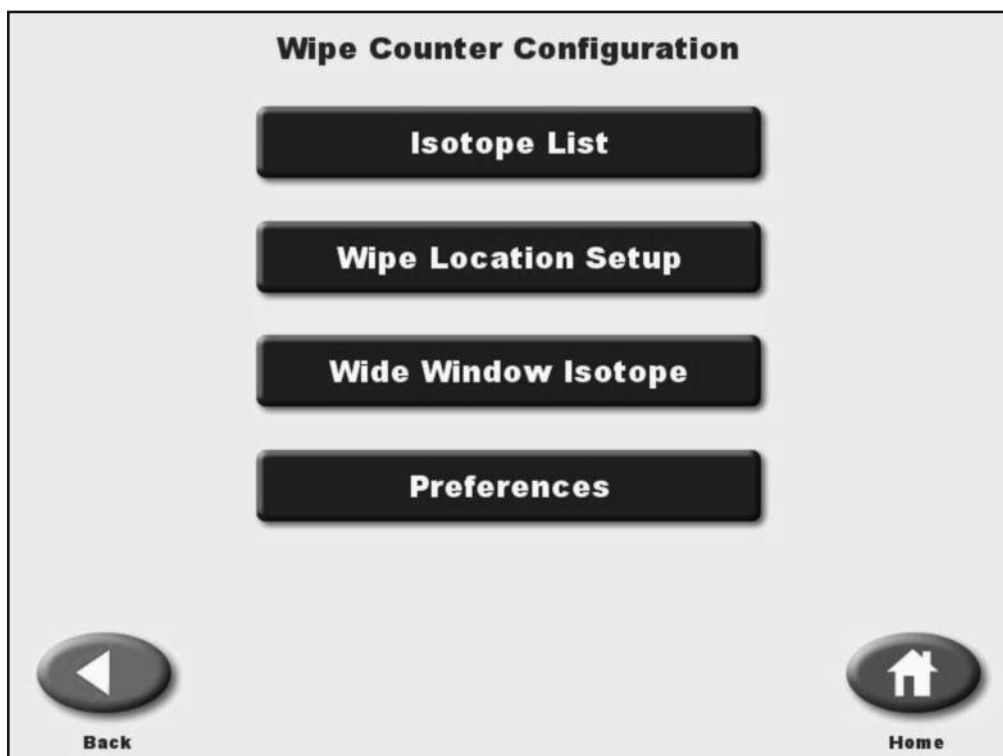 Wipe Counter Configuration
Isotope List
Wipe Location Setup
Wide Window Isotope
Preferences
Back
Home